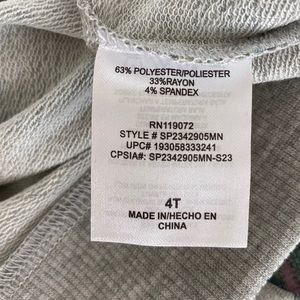 63% POLYESTER/POLIESTER
33%RAYON
4% SPANDEX
RN119072
STYLE # SP2342905MN
UPC# 193058333241
CPSIA#: SP2342905MN-S23
4T
MADE IN/HECHO EN
CHINA